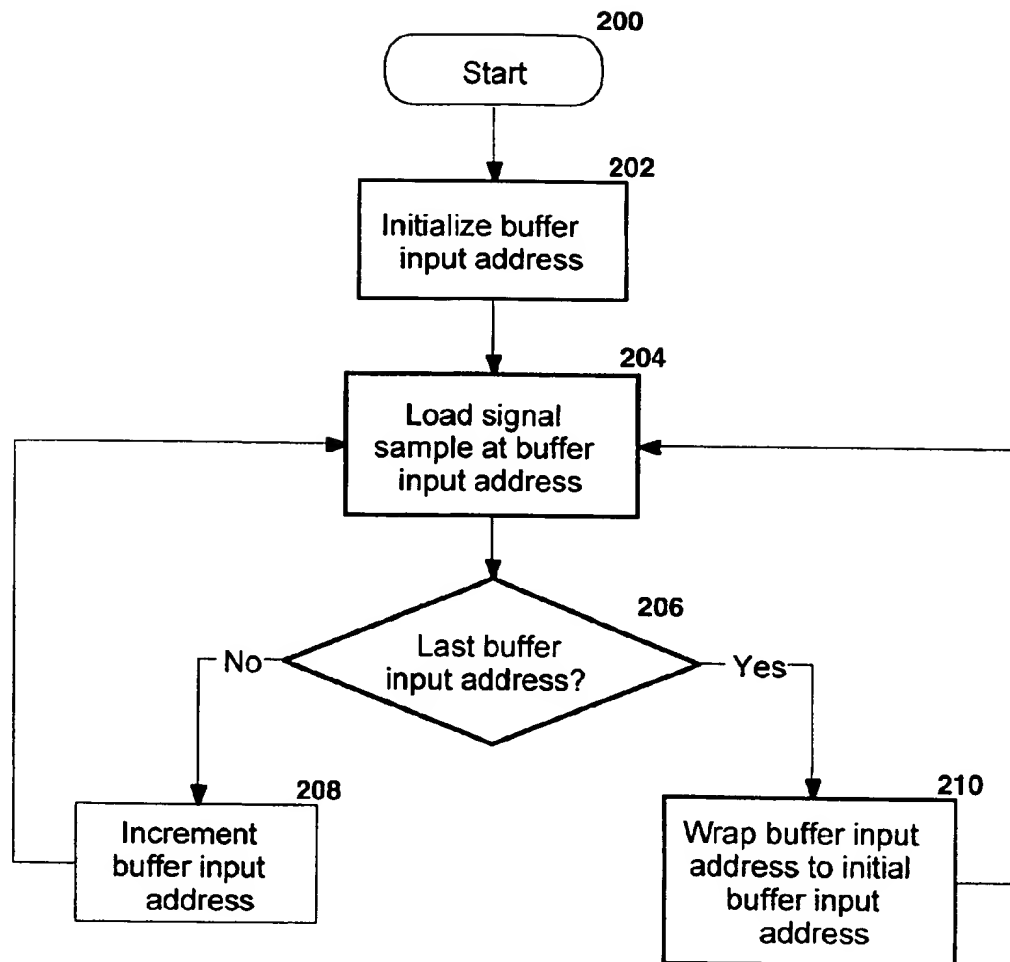 200
Start
202
Initialize buffer
input address
204
Load signal
sample at buffer
input address
206
Last buffer
input address?
No
Yes
208
Increment
buffer input
address
210
Wrap buffer input
address to initial
buffer input
address